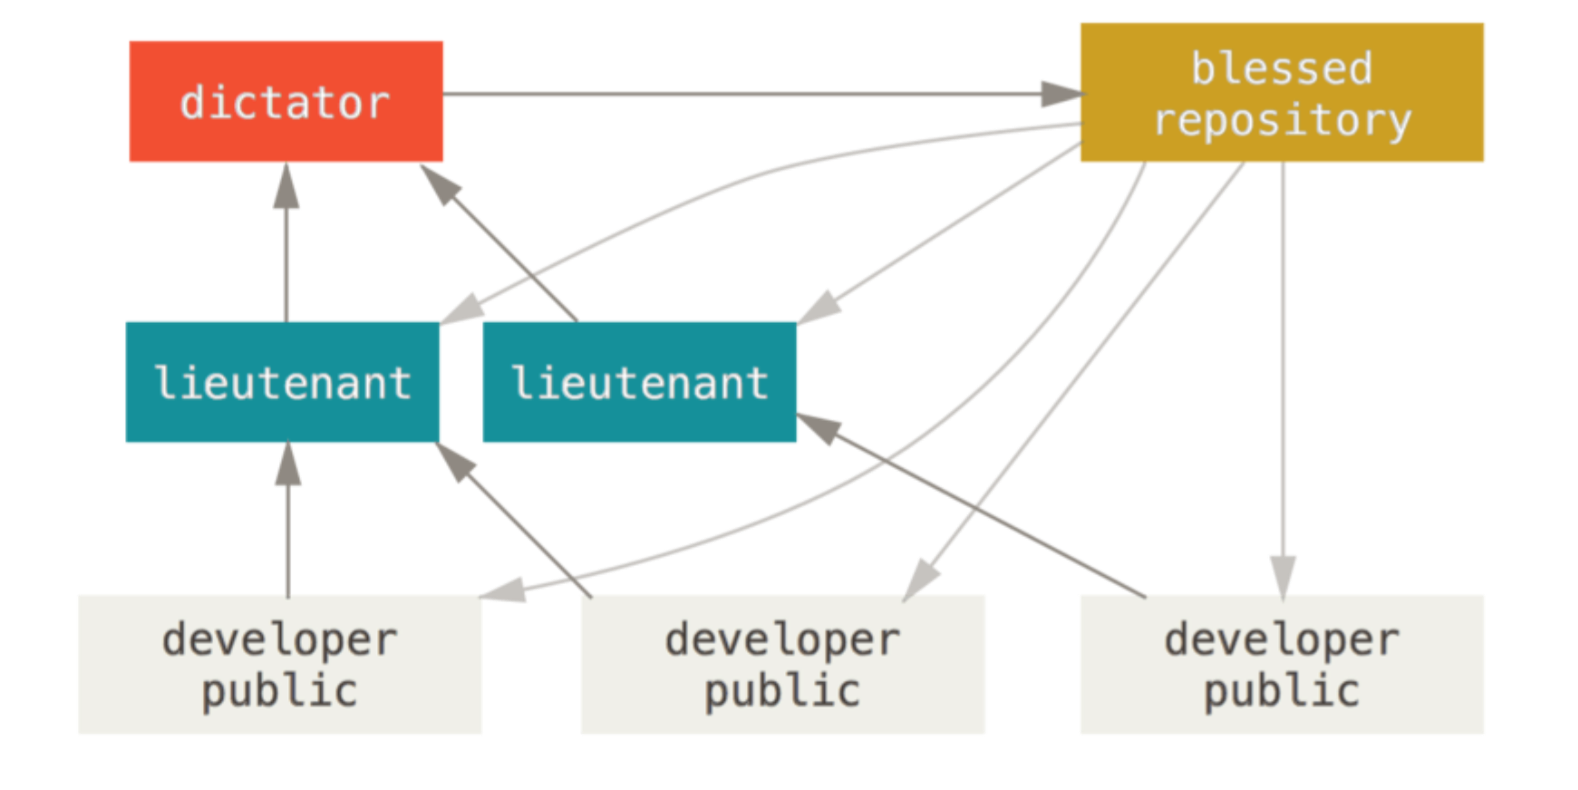 dictator
blessed
repository
lieutenant
lieutenant
developer
public
developer
public
developer
public